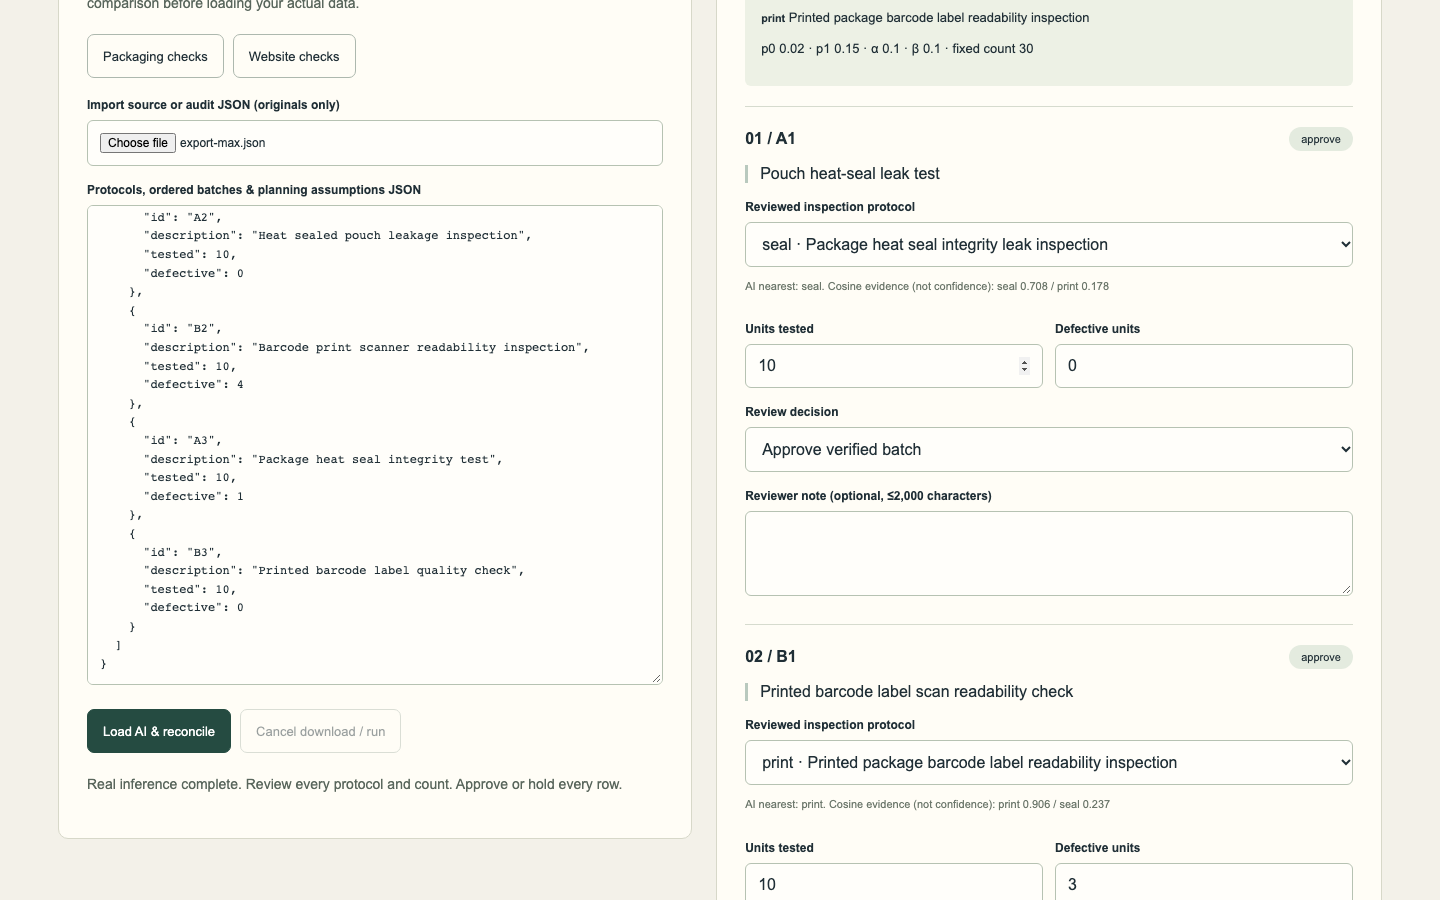 comparison before loading your actual data.
Packaging checks
Website checks
Import source or audit JSON (originals only)
Choose file export-max.json
Protocols, ordered batches & planning assumptions JSON
"id": "A2",
"description": "Heat sealed pouch leakage inspection",
"tested": 10,
"defective": 0
},
{
"id": "B2",
"description": "Barcode print scanner readability inspection",
"tested": 10,
"defective": 4
},
{
"id": "A3",
"description": "Package heat seal integrity test",
"tested": 10,
"defective": 1
},
{
"id": "B3",
"description": "Printed barcode label quality check",
"tested": 10,
"defective": 0
}
]
}
Load AI & reconcile
Cancel download / run
Real inference complete. Review every protocol and count. Approve or hold every row.
print Printed package barcode label readability inspection
p0 0.02 · p1 0.15 · α 0.1 · β 0.1 · fixed count 30
01 / A1
approve
Pouch heat-seal leak test
Reviewed inspection protocol
seal · Package heat seal integrity leak inspection
AI nearest: seal. Cosine evidence (not confidence): seal 0.708 / print 0.178
Units tested
Defective units
10
0
Review decision
Approve verified batch
Reviewer note (optional, ≤2,000 characters)
02 / B1
approve
Printed barcode label scan readability check
Reviewed inspection protocol
print · Printed package barcode label readability inspection
AI nearest: print. Cosine evidence (not confidence): print 0.906 / seal 0.237
Units tested
Defective units
10
3